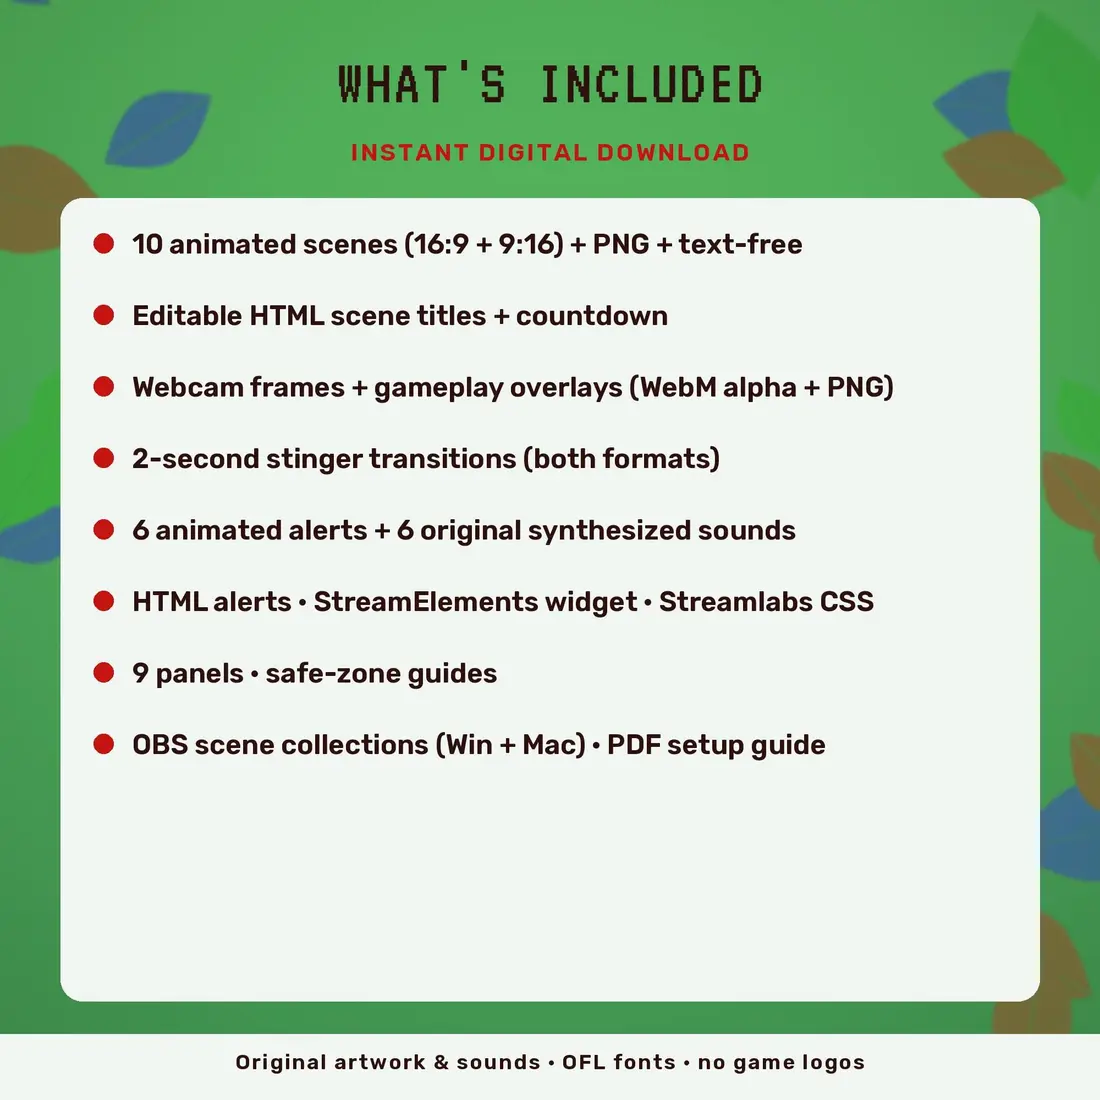 WHAT'S INCLUDED
INSTANT DIGITAL DOWNLOAD
10 animated scenes (16:9 + 9:16) + PNG + text-free
Editable HTML scene titles + countdown
Webcam frames + gameplay overlays (WebM alpha + PNG)
2-second stinger transitions (both formats)
6 animated alerts + 6 original synthesized sounds
HTML alerts • StreamElements widget • Streamlabs CSS
9 panels • safe-zone guides
OBS scene collections (Win + Mac) • PDF setup guide
Original artwork & sounds • OFL fonts • no game logos